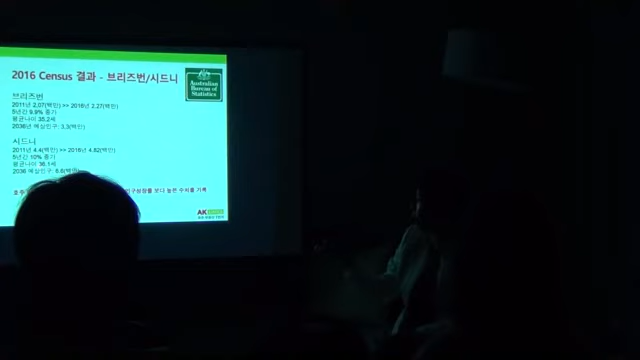 2016 Census 결과 - 브리즈번/시드니
Australian
Bureau of
Statistics
브리즈번
2011년 2.07(백만) >> 2016년 2.27(백만)
5년간 9.9% 증가
평균나이 35.2세
2036년 예상인구: 3.3(백만)
시드니
2011년 4.4(백만) >> 2016년 4.82(백만)
5년간 10% 증가
평균나이 36.1세
2036 예상인구: 6.6(백만)
보다 높은 수치를 기록
AK